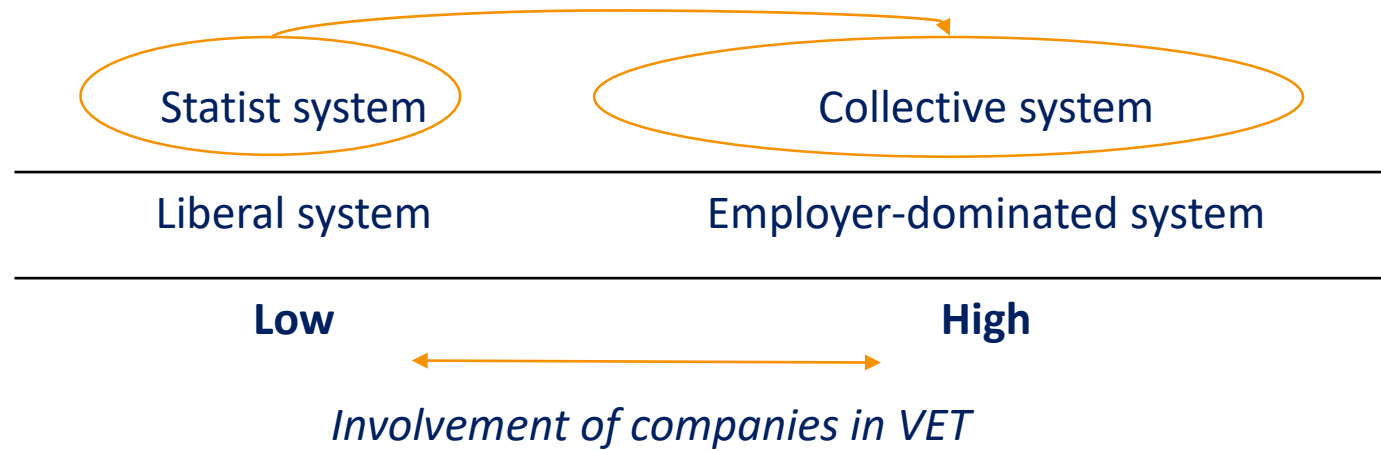 Statist system Collective system
Liberal system Employer-dominated system
Low High
Involvement of companies in VET